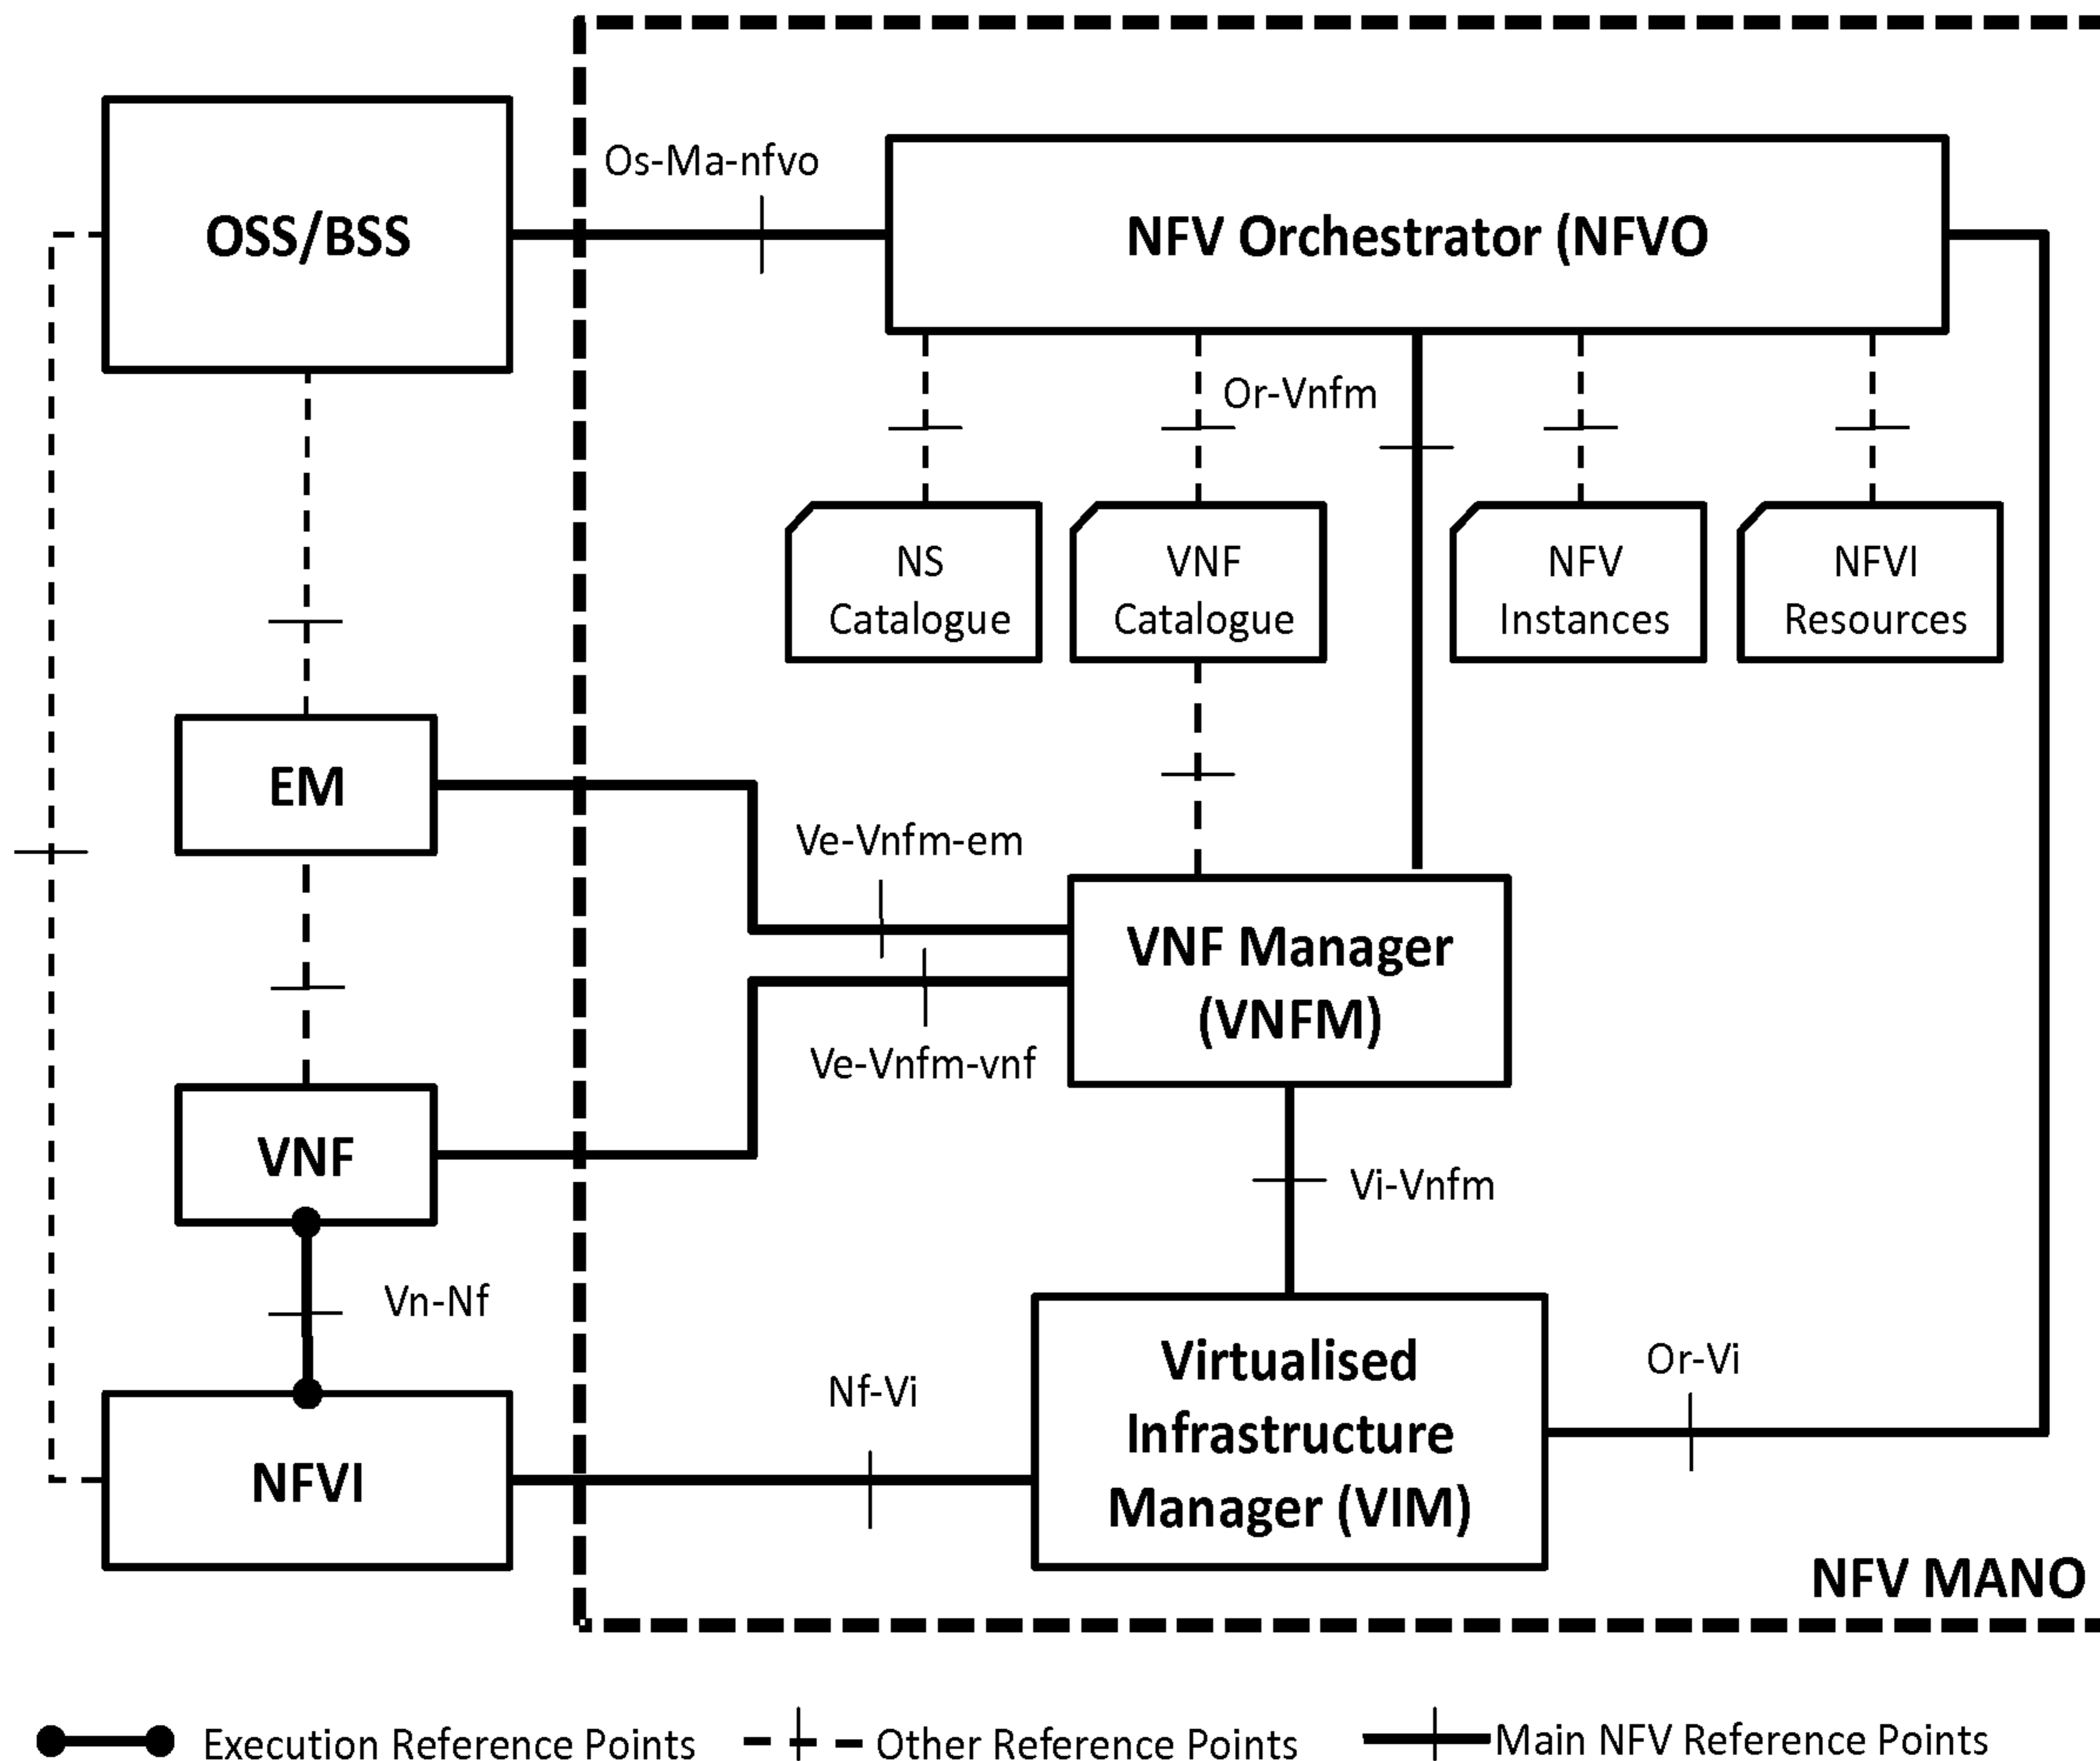 Os-Ma-nfvo
OSS/BSS
NFV Orchestrator (NFVO
Or-Vnfm
NS
Catalogue
VNF
Catalogue
NFV
Instances
NFVI
Resources
EM
Ve-Vnfm-em
VNF Manager
(VNFM)
Ve-Vnfm-vnf
VNF
Vi-Vnfm
Vn-Nf
Nf-Vi
Virtualised
Infrastructure
Manager (VIM)
Or-Vi
NFVI
NFV MANO
Execution Reference Points
Other Reference Points
Main NFV Reference Points